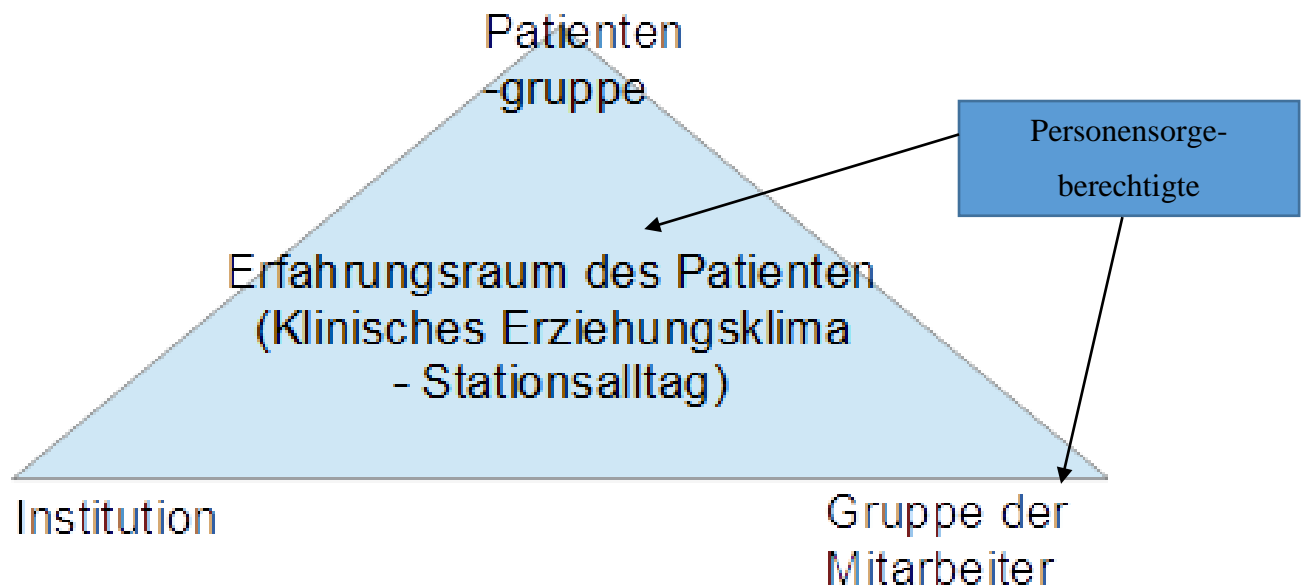 Patienten
-gruppe
Personensorge-
berechtigte
Erfahrungsraum des Patienten
(Klinisches Erziehungsklima
- Stationsalltag)
Institution
Gruppe der
Mitarbeiter